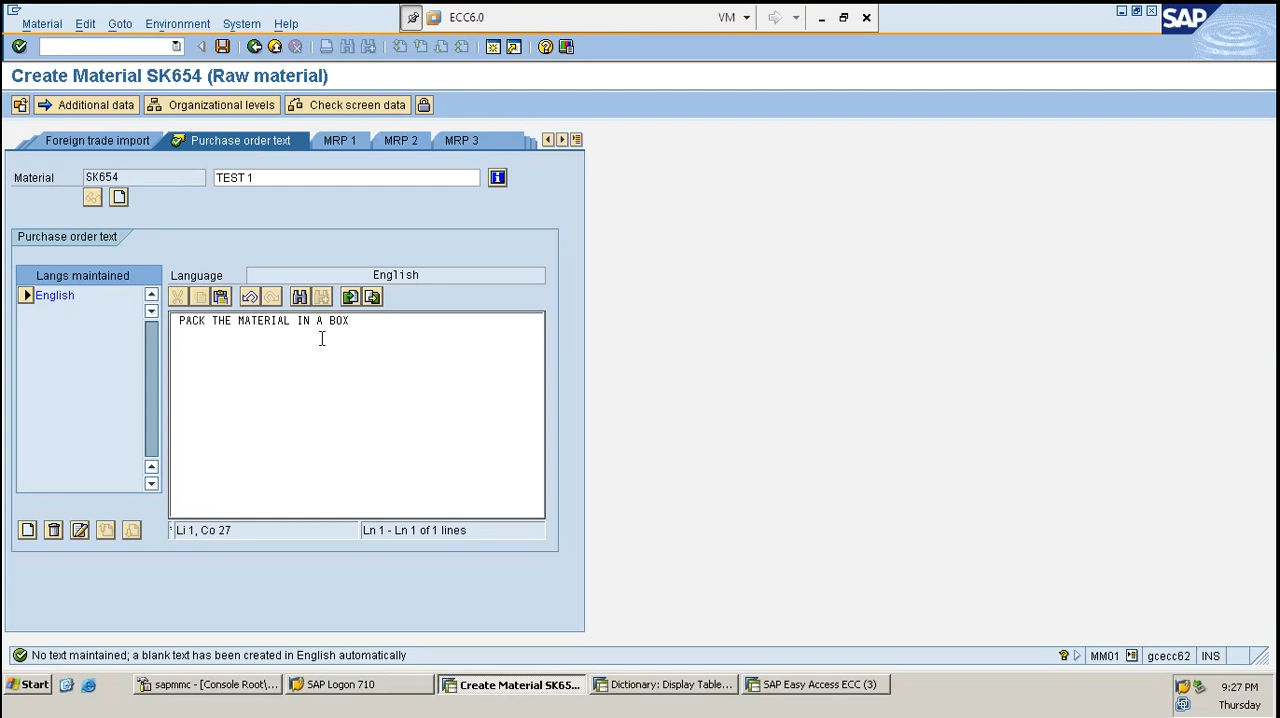 Material Edit Goto Environment System Help
ECC6.0
VM
SAP
Create Material SK654 (Raw material)
Additional data Organizational levels Check screen data
Foreign trade import Purchase order text MRP 1 MRP 2 MRP 3
Material SK654 TEST 1
Purchase order text
Langs maintained Language English
English
PACK THE MATERIAL IN A BOX
Li 1, Co 27 Ln 1 - Ln 1 of 1 lines
No text maintained; a blank text has been created in English automatically
MM01 gcecc62 INS
Start sapmmc - [Console Root\... SAP Logon 710 Create Material SK65... Dictionary: Display Table... SAP Easy Access ECC (3) 9:27 PM
Thursday